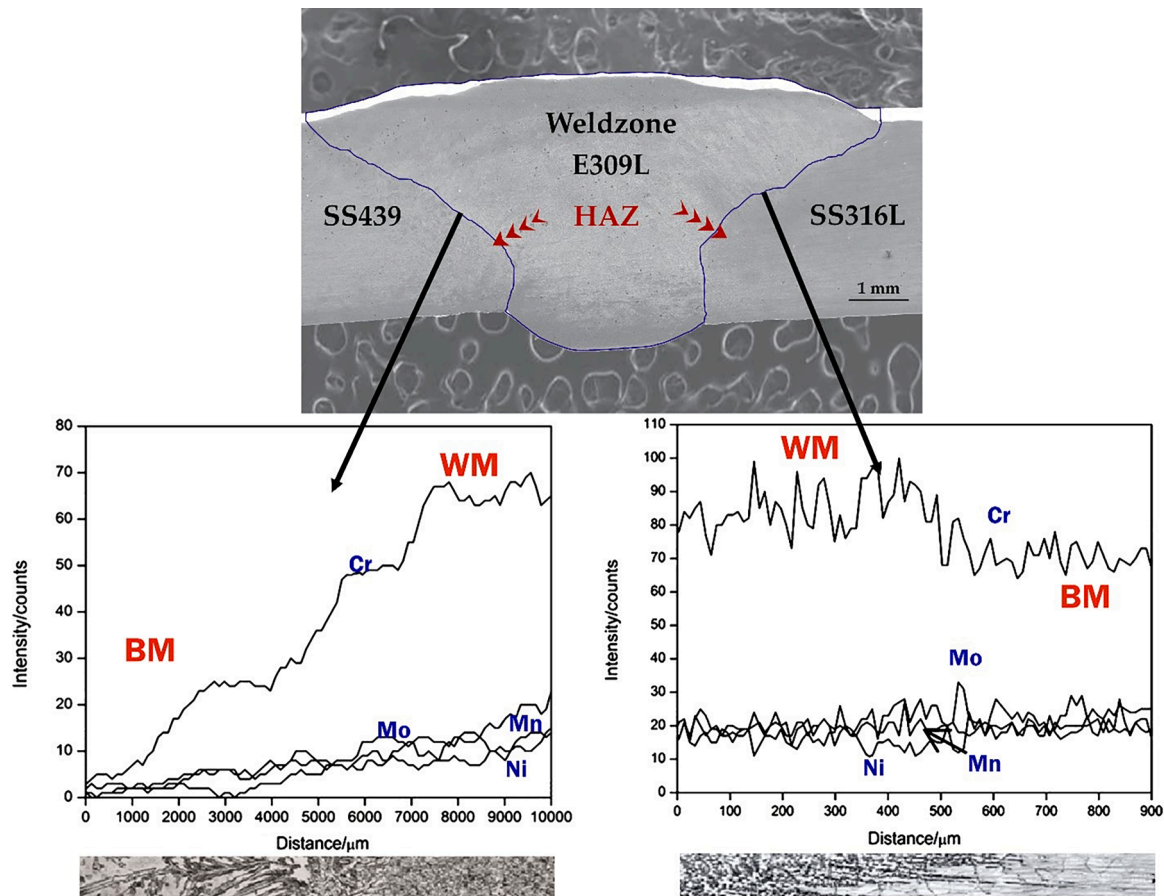 Weldzone
E309L
SS439
HAZ
SS316L
1 mm
80
70
60
50
40
30
20
10
0
Intensity/counts
BM
WM
Cr
Mo
Mn
Ni
0 1000 2000 3000 4000 5000 6000 7000 8000 9000 10000
Distance/μm
110
100
90
80
70
60
50
40
30
20
10
0
Intensity/counts
WM
Cr
BM
Mo
Ni
Mn
0 100 200 300 400 500 600 700 800 900
Distance/μm